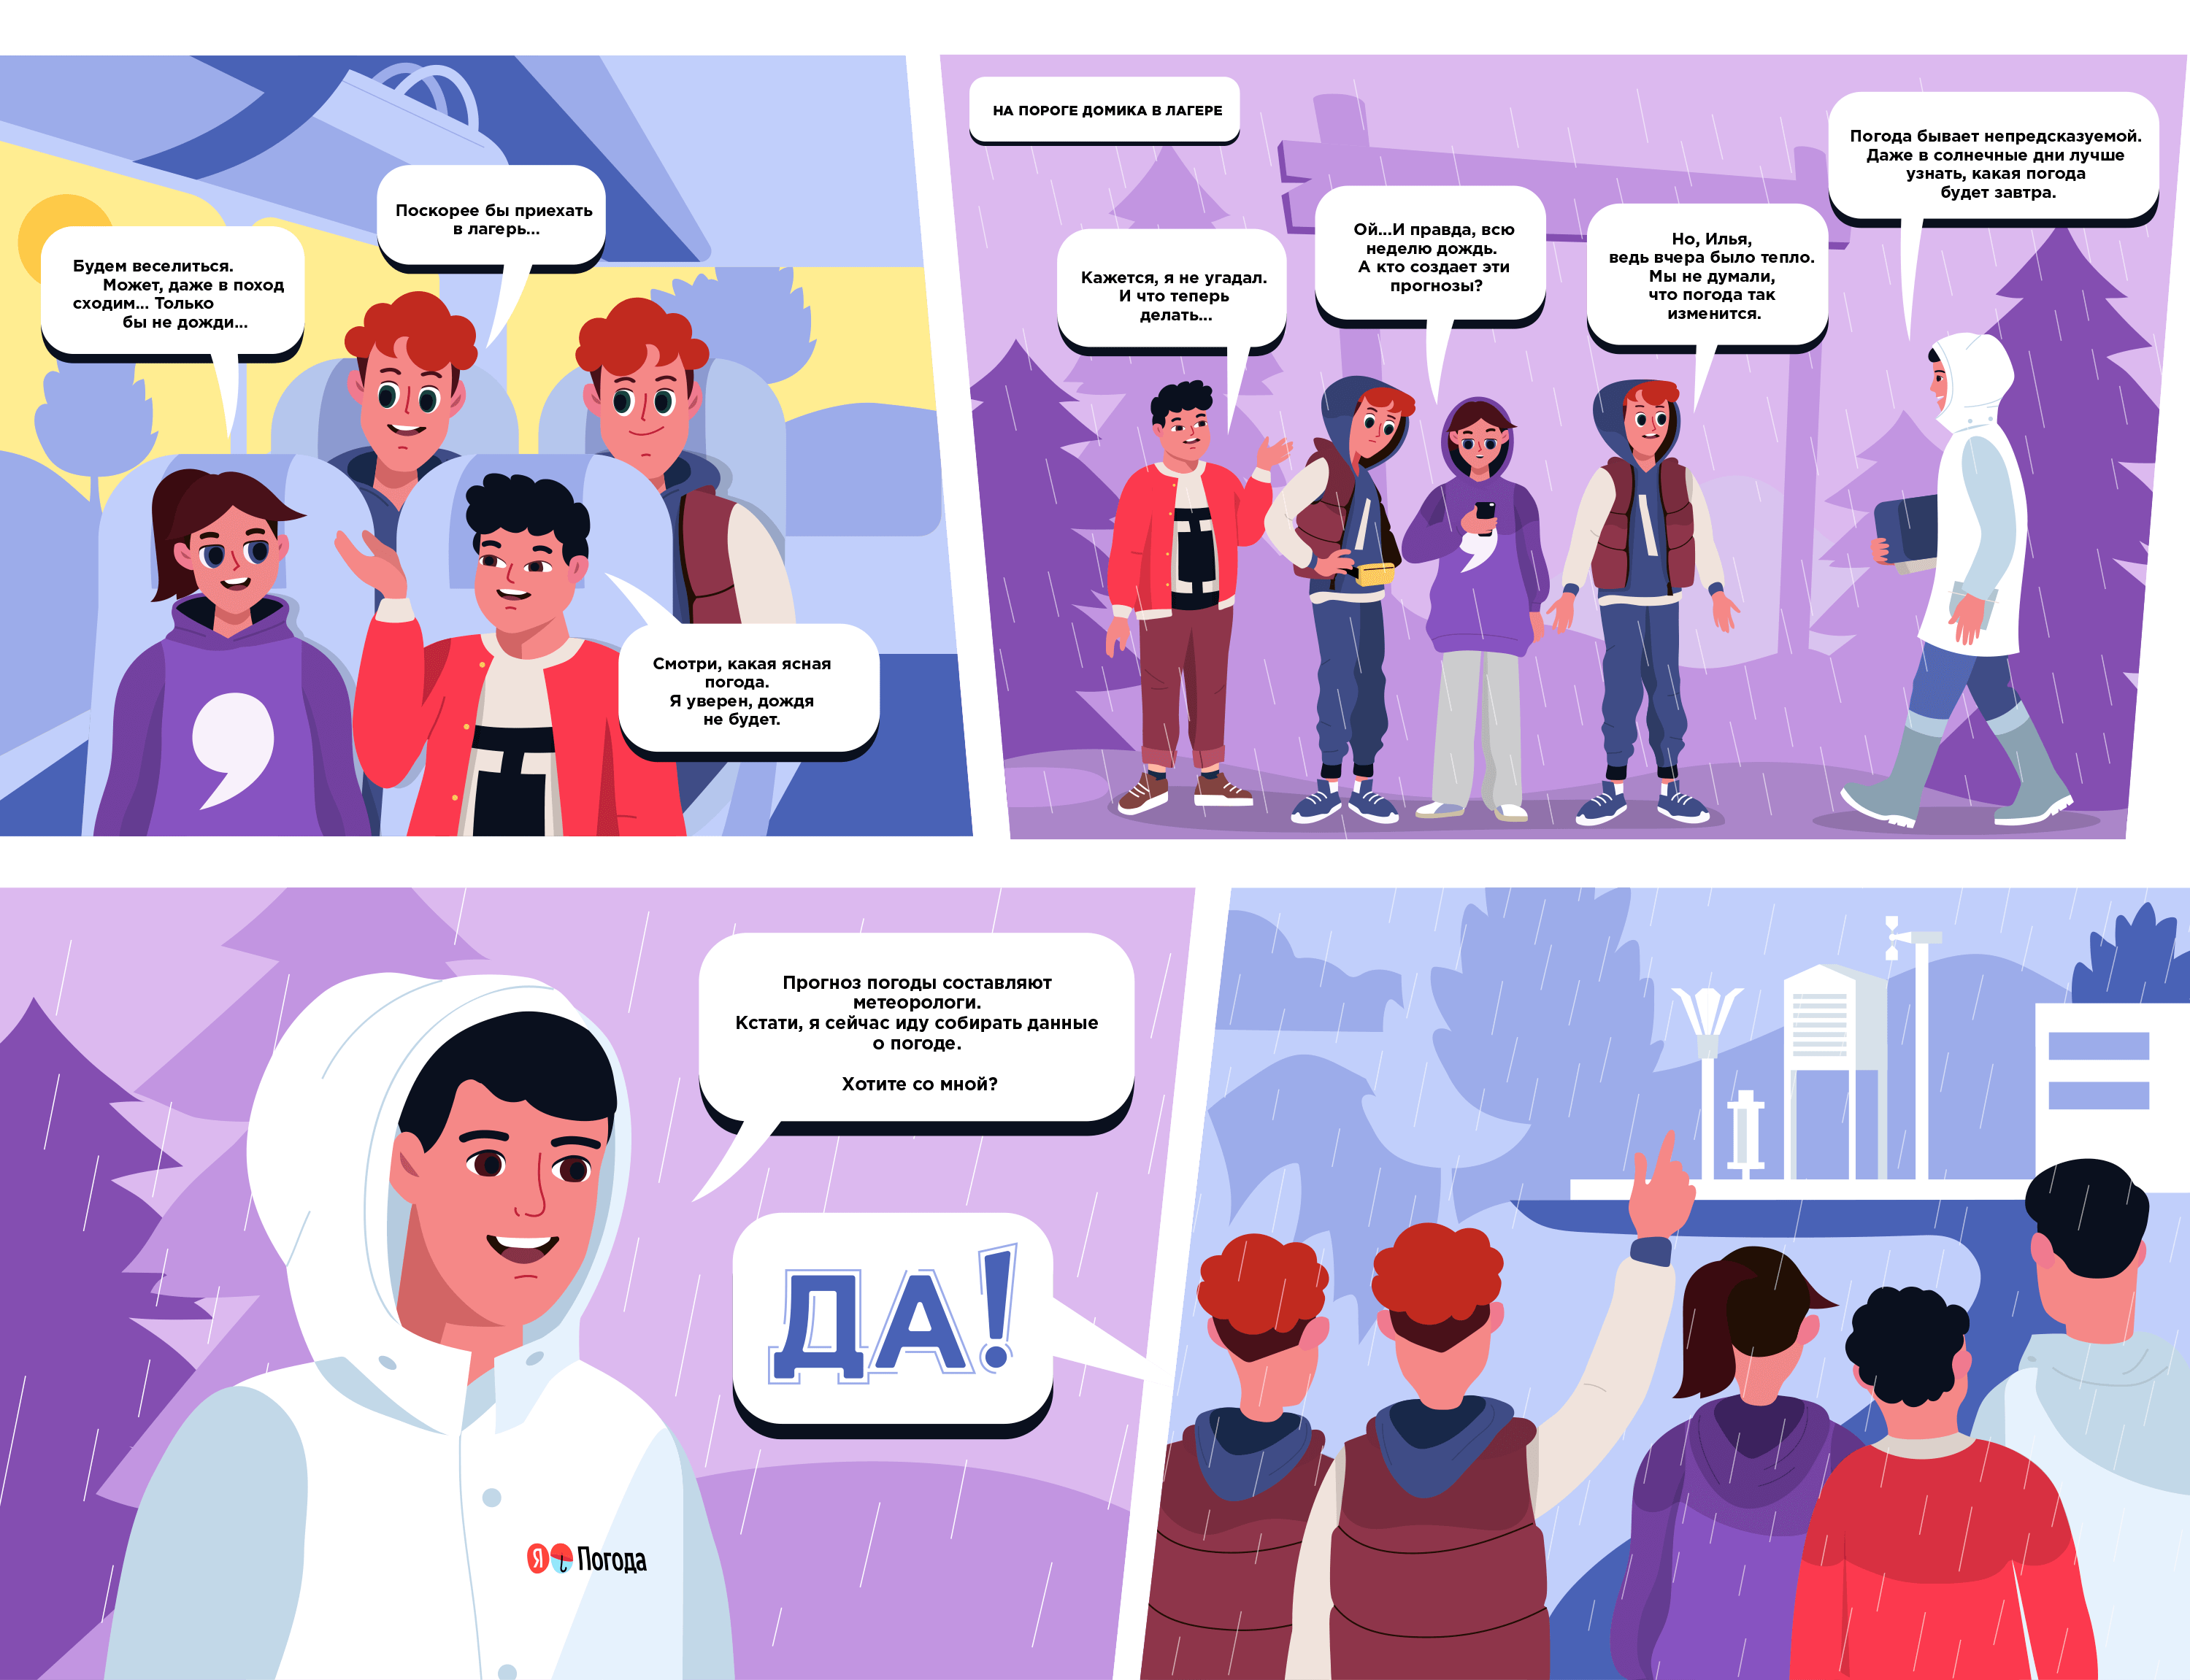 Поскорее бы приехать
в лагерь...
Будем веселиться.
Может, даже в поход
сходим... Только
бы не дожди...
Смотри, какая ясная
погода.
Я уверен, дождя
не будет.
НА ПОРОГЕ ДОМИКА В ЛАГЕРЕ
Кажется, я не угадал.
И что теперь
делать...
Ой...И правда, всю
неделю дождь.
А кто создает эти
прогнозы?
Но, Илья,
ведь вчера было тепло.
Мы не думали,
что погода так
изменится.
Погода бывает непредсказуемой.
Даже в солнечные дни лучше
узнать, какая погода
будет завтра.
Прогноз погоды составляют
метеорологи.
Кстати, я сейчас иду собирать данные
о погоде.
Хотите со мной?
ДА!
Я Погода